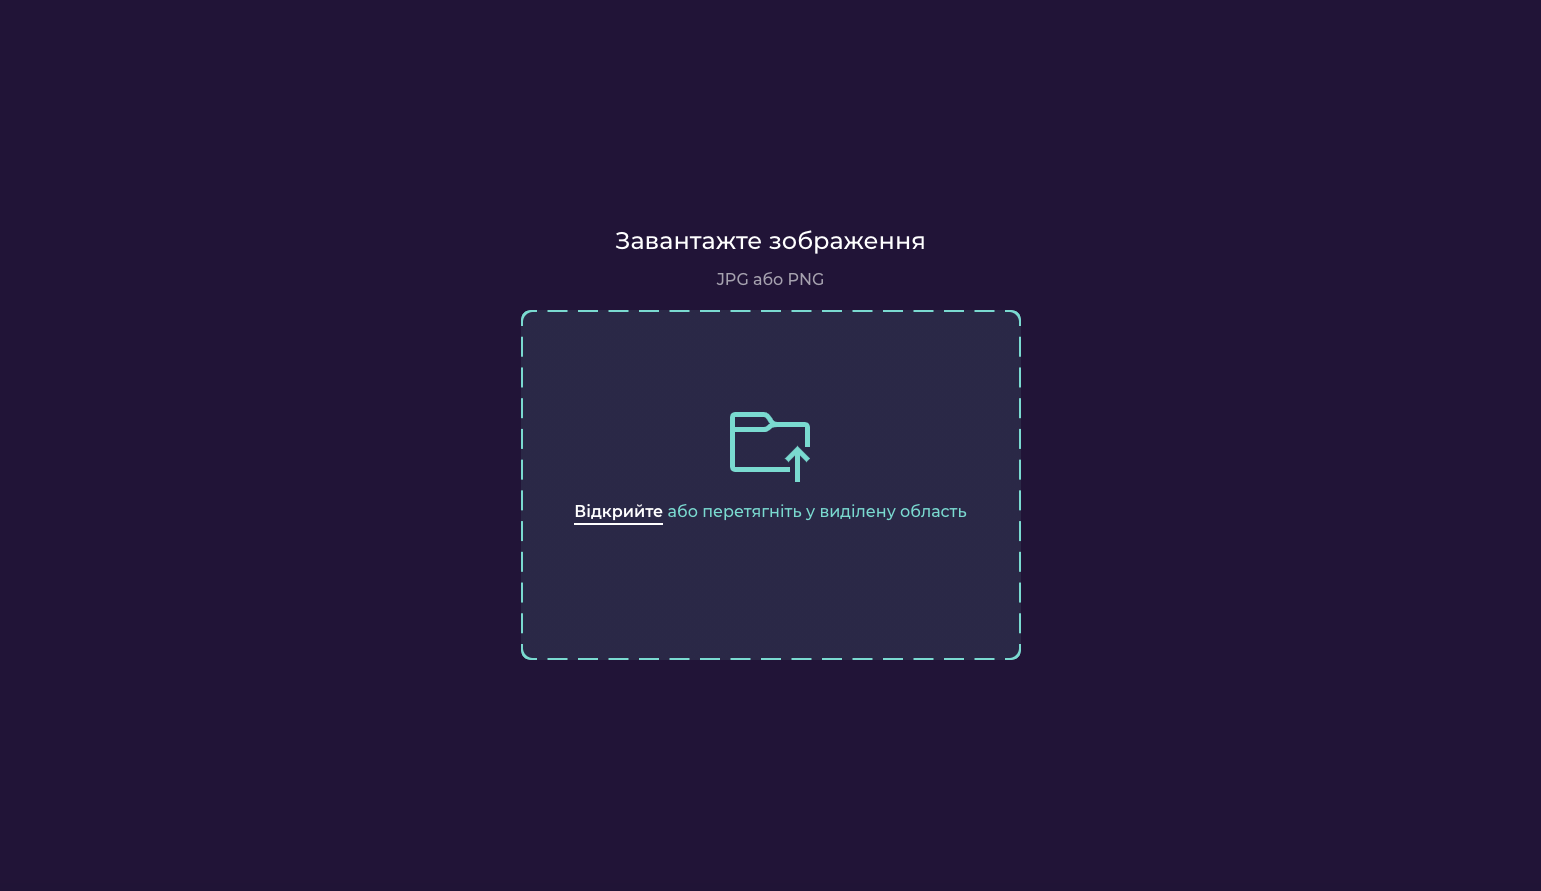 Завантажте зображення
JPG або PNG
Відкрийте або перетягніть у виділену область